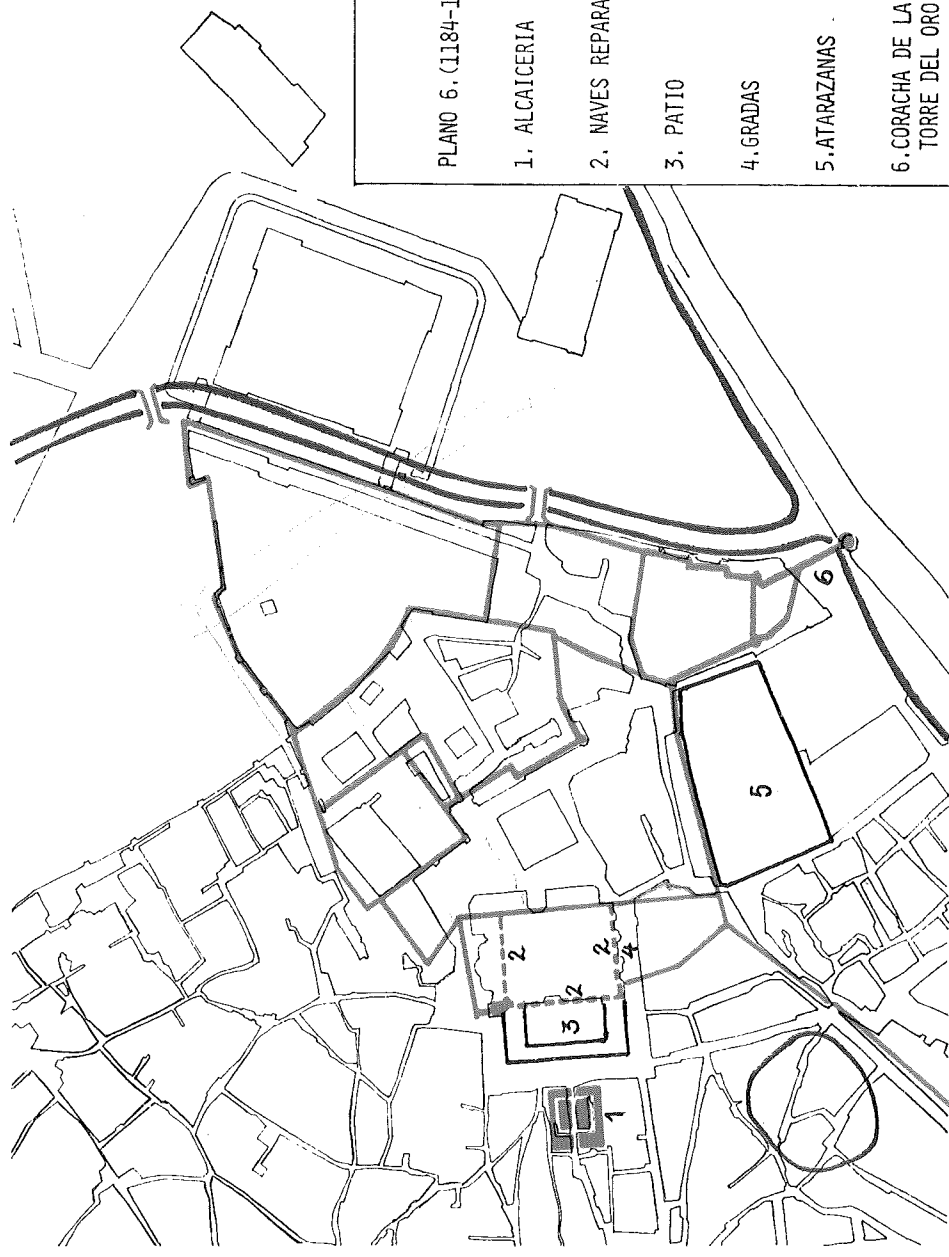 PLANO 6.(1184-1
1. ALCAICERIA
2. NAVES REPARA
3. PATIO
4.GRADAS
5.ATARAZANAS .
6.CORACHA DE LA
TORRE DEL ORO
2
2
2
3
4
1
5
6